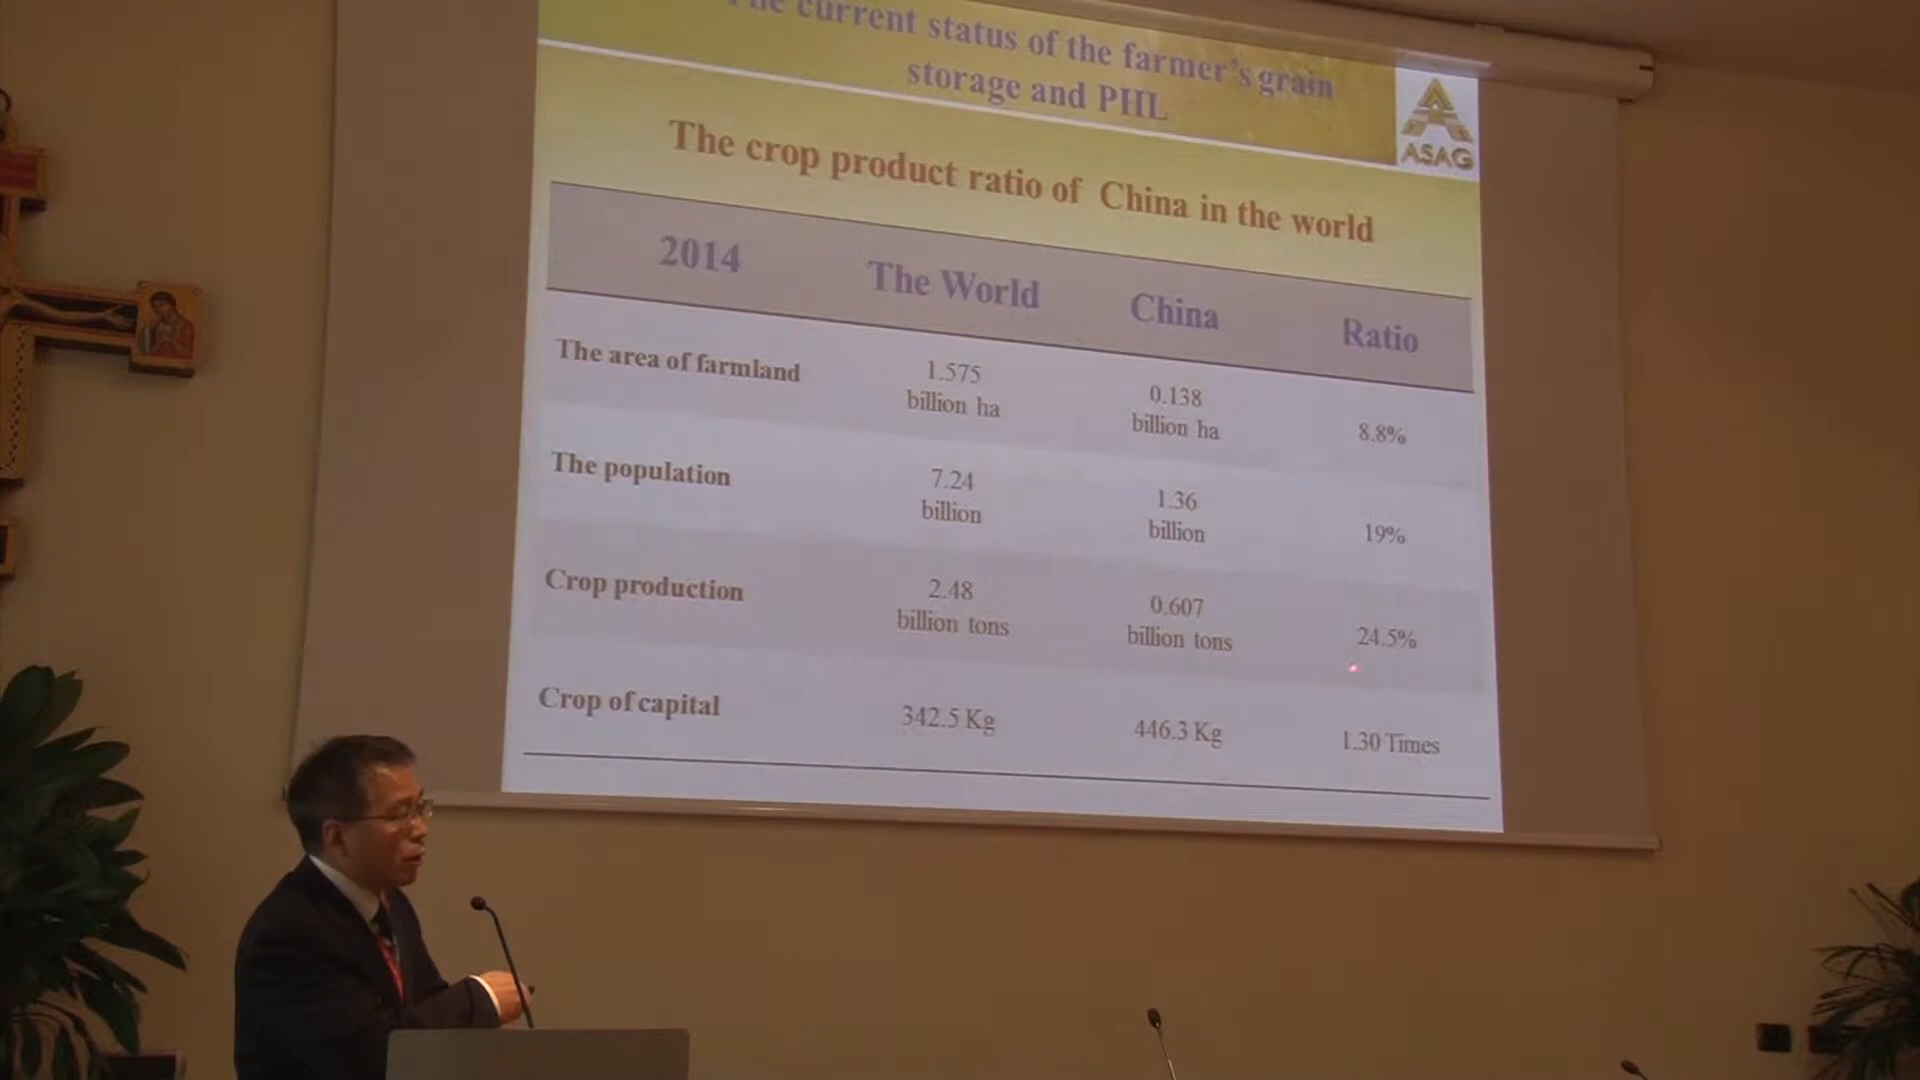 The current status of the farmer's grain
storage and PHL
ASAG
The crop product ratio of China in the world
2014 The World China Ratio
The area of farmland 1.575 billion ha 0.138 billion ha 8.8%
The population 7.24 billion 1.36 billion 19%
Crop production 2.48 billion tons 0.607 billion tons 24.5%
Crop of capital 342.5 Kg 446.3 Kg 1.30 Times